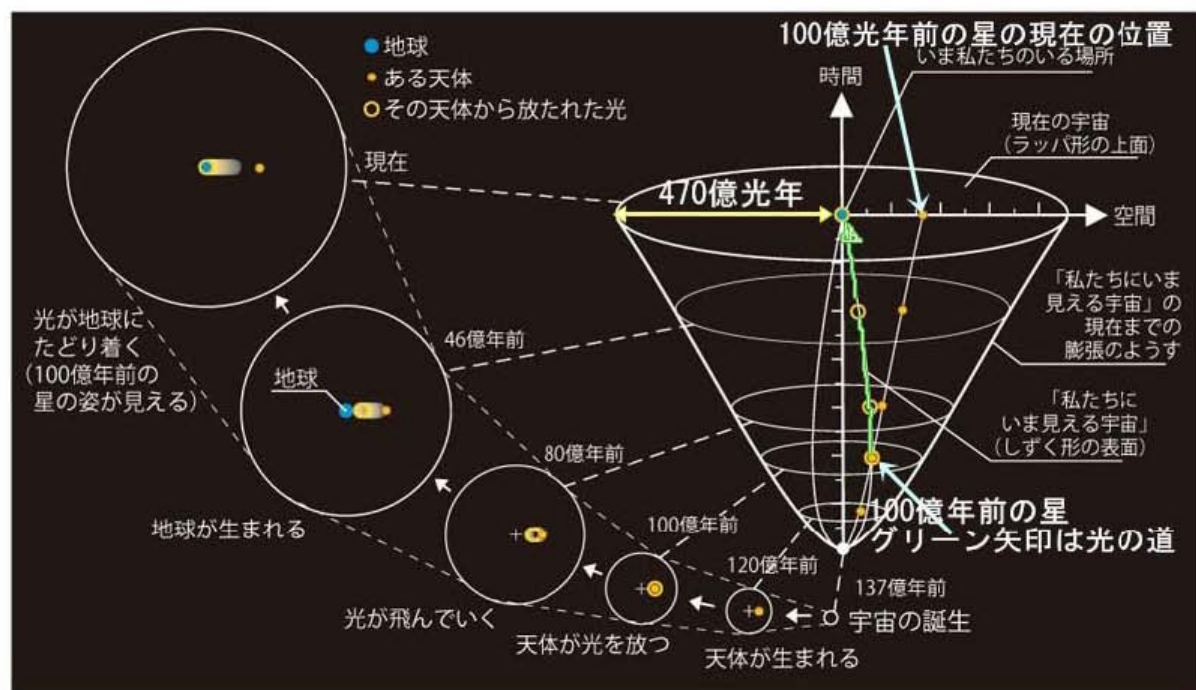 地球
ある天体
その天体から放たれた光
100億光年前の星の現在の位置
いま私たちのいる場所
時間
現在の宇宙
(ラッパ形の上面)
現在
470億光年
空間
「私たちにいま
見える宇宙」の
現在までの
膨張のようす
光が地球に
たどり着く
(100億年前の
星の姿が見える)
46億年前
地球
「私たちに
いま見える宇宙」
(しずく形の表面)
80億年前
地球が生まれる
100億年前の星
グリーン矢印は光の道
100億年前
120億年前
137億年前
光が飛んでいく
宇宙の誕生
天体が光を放つ
天体が生まれる